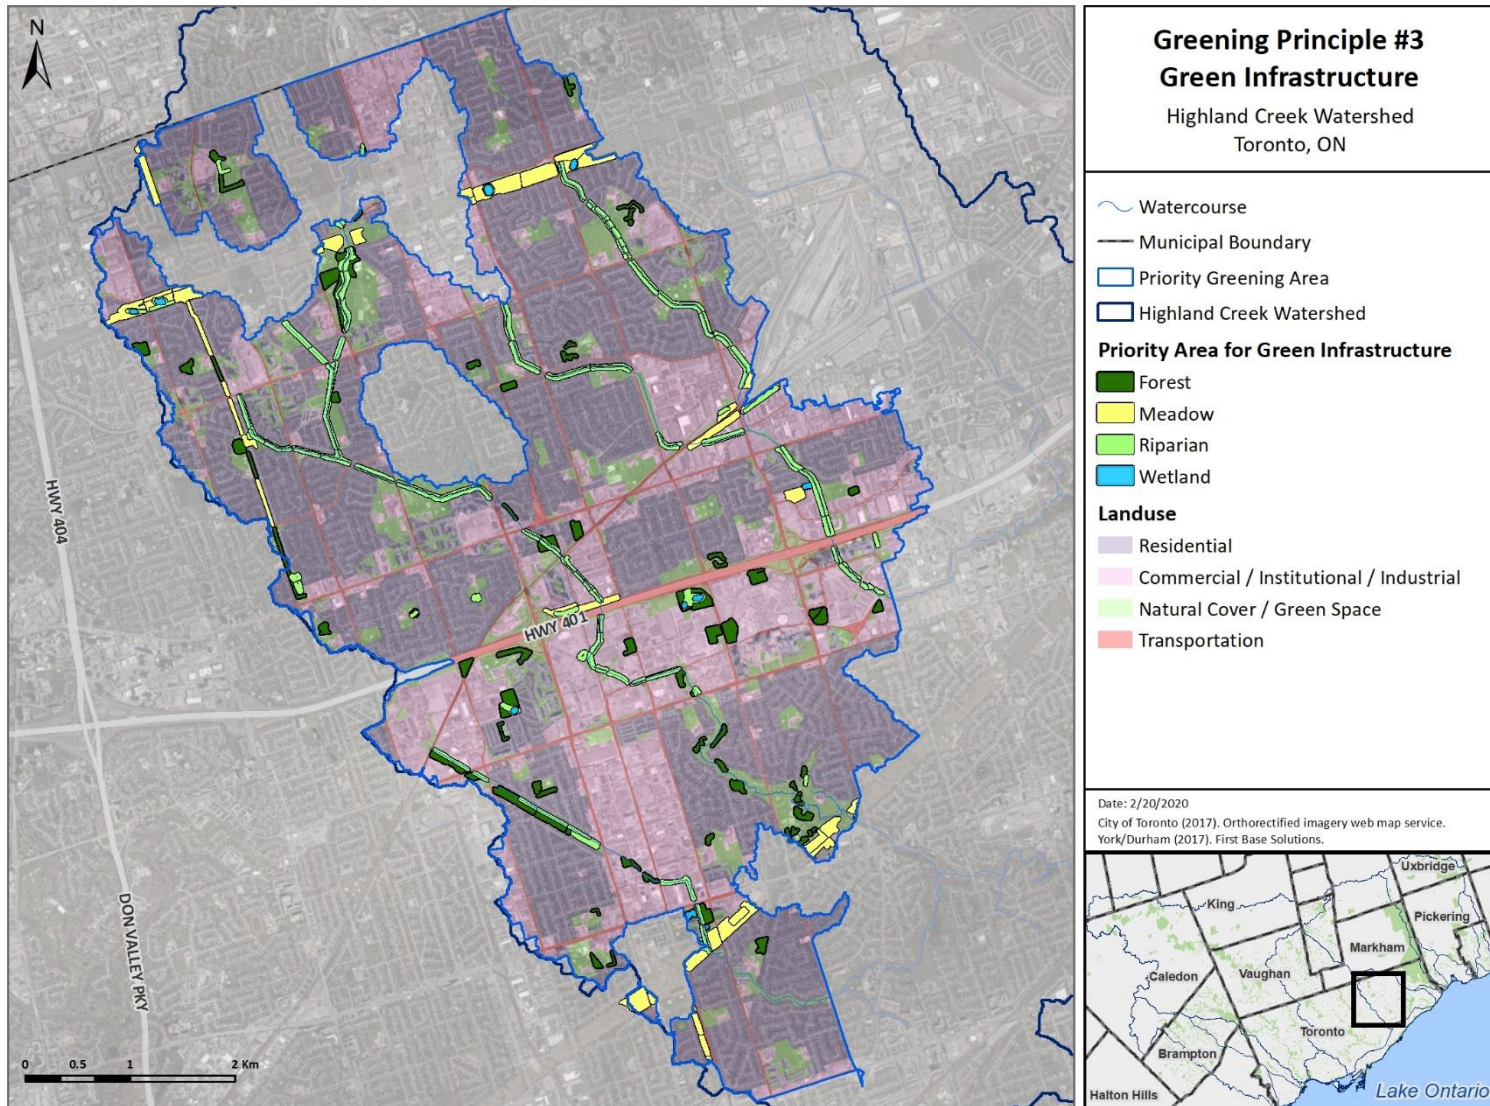 N
HWY 404
HWY 401
DON VALLEY PKY
0 0.5 1 2 Km
Greening Principle #3
Green Infrastructure
Highland Creek Watershed
Toronto, ON
Watercourse
Municipal Boundary
Priority Greening Area
Highland Creek Watershed
Priority Area for Green Infrastructure
Forest
Meadow
Riparian
Wetland
Landuse
Residential
Commercial / Institutional / Industrial
Natural Cover / Green Space
Transportation
Date: 2/20/2020
City of Toronto (2017). Orthorectified imagery web map service.
York/Durham (2017). First Base Solutions.
Uxbridge
King
Pickering
Markham
Caledon
Vaughan
Toronto
Brampton
Halton Hills
Lake Ontario